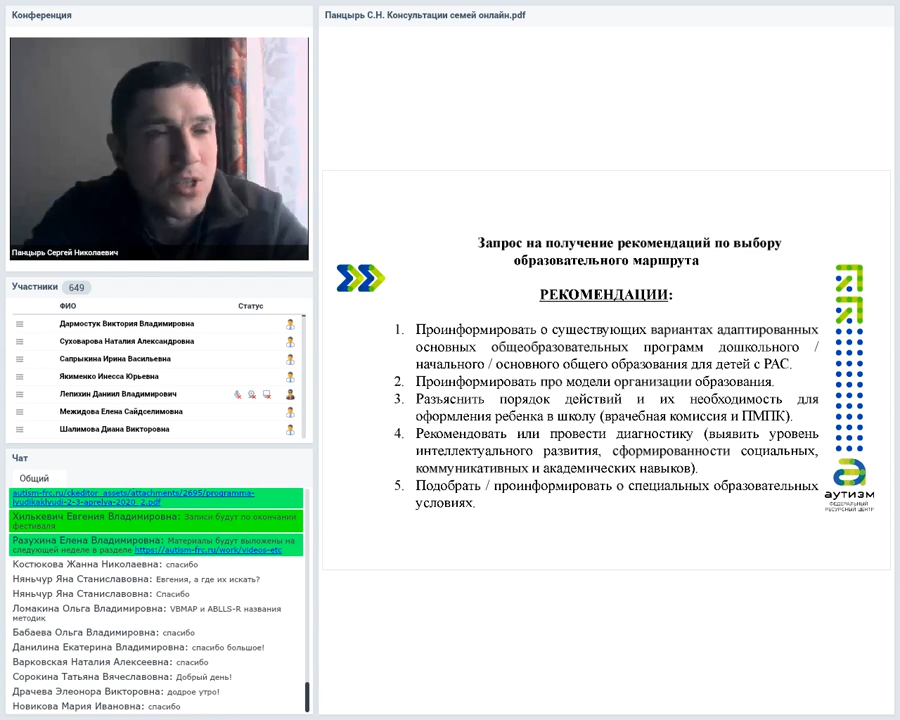 Конференция
Панцырь Сергей Николаевич
Участники 649
ФИО Статус
Дармостук Виктория Владимировна
Суховарова Наталия Александровна
Сапрыкина Ирина Васильевна
Якименко Инесса Юрьевна
Лепихин Даниил Владимирович
Межидова Елена Сайдселимовна
Шалимова Диана Викторовна
Чат
Общий
autism-frc.ru/ckeditor_assets/attachments/2695/programma-
lyudikaklyudi-2-3-aprelya-2020_2.pdf
Хилькевич Евгения Владимировна: Записи будут по окончании
фестиваля
Разухина Елена Владимировна: Материалы будут выложены на
следующей неделе в разделе https://autism-frc.ru/work/videos-etc
Костюкова Жанна Николаевна: спасибо
Няньчур Яна Станиславовна: Евгения, а где их искать?
Няньчур Яна Станиславовна: Спасибо
Ломакина Ольга Владимировна: VBMAP и ABLLS-R названия
методик
Бабаева Ольга Владимировна: спасибо
Данилина Екатерина Владимировна: спасибо большое!
Варковская Наталия Алексеевна: спасибо
Сорокина Татьяна Вячеславовна: Добрый день!
Драчева Элеонора Викторовна: додрое утро!
Новикова Мария Ивановна: спасибо
Панцырь С.Н. Консультации семей онлайн.pdf
Запрос на получение рекомендаций по выбору
образовательного маршрута
РЕКОМЕНДАЦИИ:
1. Проинформировать о существующих вариантах адаптированных
основных общеобразовательных программ дошкольного /
начального / основного общего образования для детей с РАС.
2. Проинформировать про модели организации образования.
3. Разъяснить порядок действий и их необходимость для
оформления ребенка в школу (врачебная комиссия и ПМПК).
4. Рекомендовать или провести диагностику (выявить уровень
интеллектуального развития, сформированности социальных,
коммуникативных и академических навыков).
5. Подобрать / проинформировать о специальных образовательных
условиях.
аутизм
ФЕДЕРАЛЬНЫЙ
РЕСУРСНЫЙ ЦЕНТР